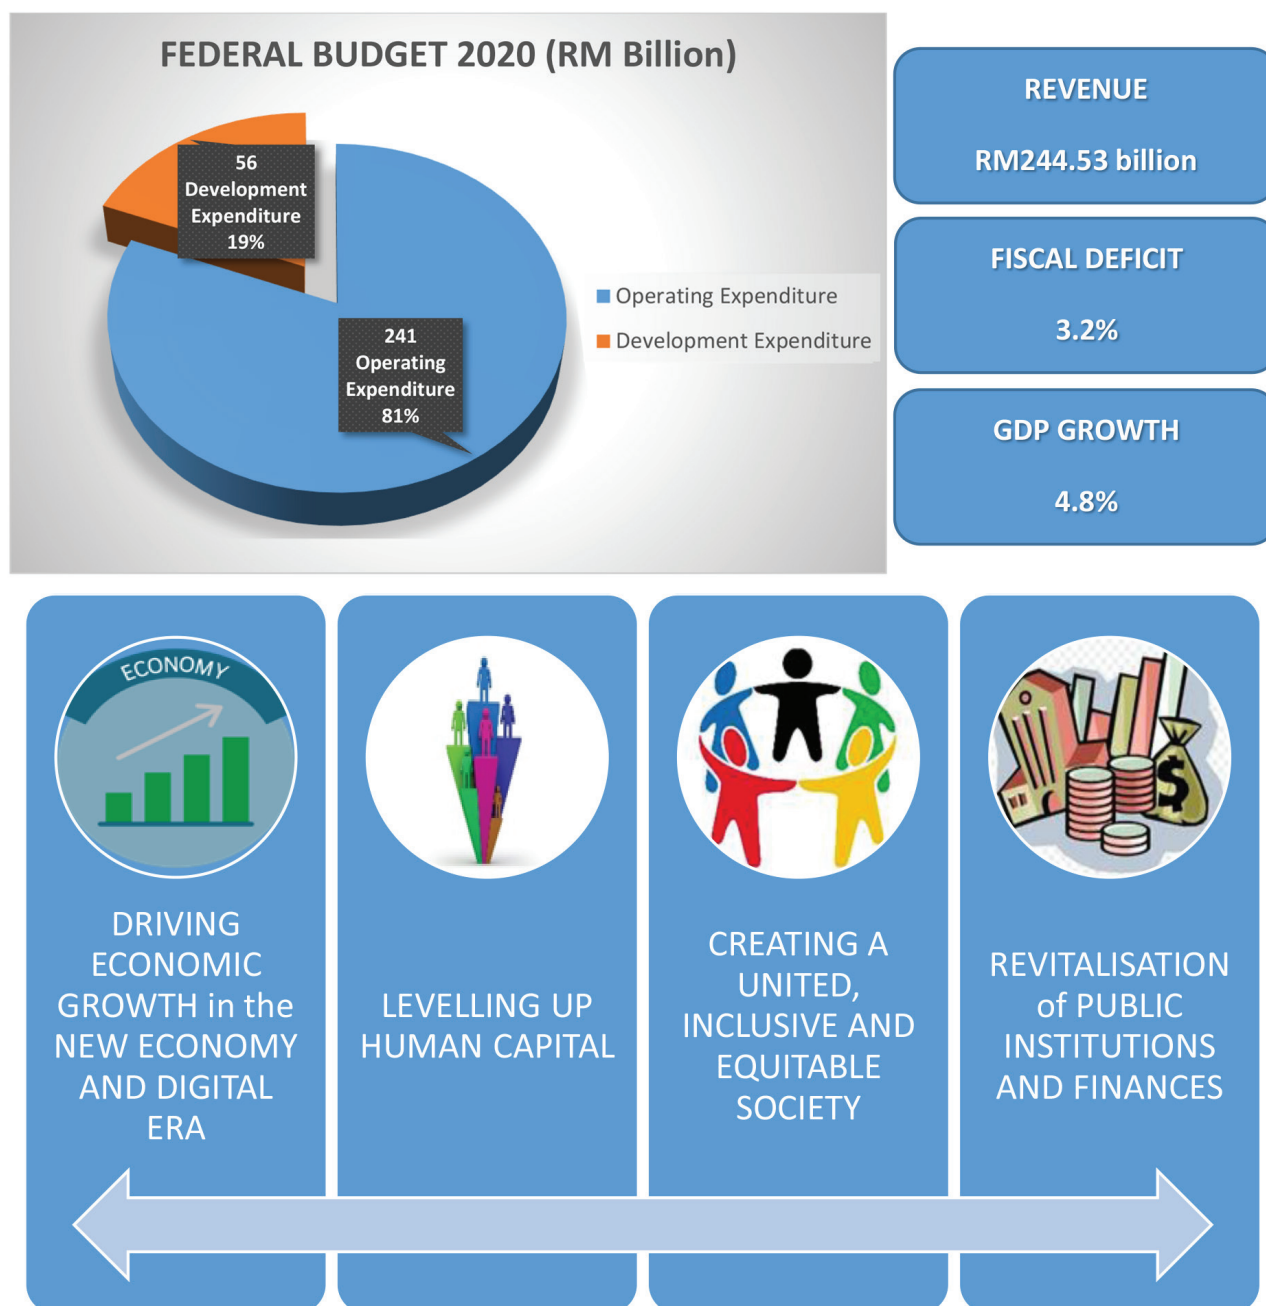 FEDERAL BUDGET 2020 (RM Billion)
56
Development
Expenditure
19%
241
Operating
Expenditure
81%
Operating Expenditure
Development Expenditure
REVENUE
RM244.53 billion
FISCAL DEFICIT
3.2%
GDP GROWTH
4.8%
ECONOMY
DRIVING
ECONOMIC
GROWTH in the
NEW ECONOMY
AND DIGITAL
ERA
LEVELLING UP
HUMAN CAPITAL
CREATING A
UNITED,
INCLUSIVE AND
EQUITABLE
SOCIETY
$
REVITALISATION
of PUBLIC
INSTITUTIONS
AND FINANCES